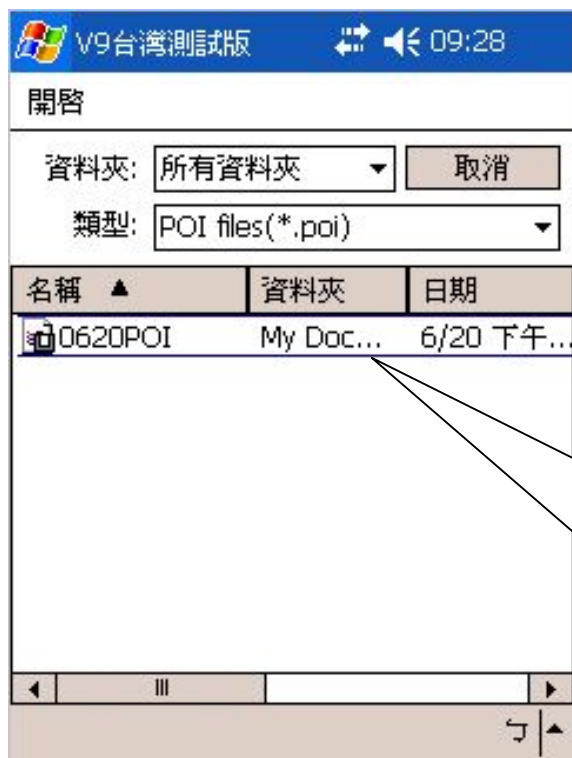 V9台灣測試版 09:28
開啓
資料夾: 所有資料夾 取消
類型: POI files(*.poi)
名稱 ▲ 資料夾 日期
0620POI My Doc... 6/20 下午...
ㄅ